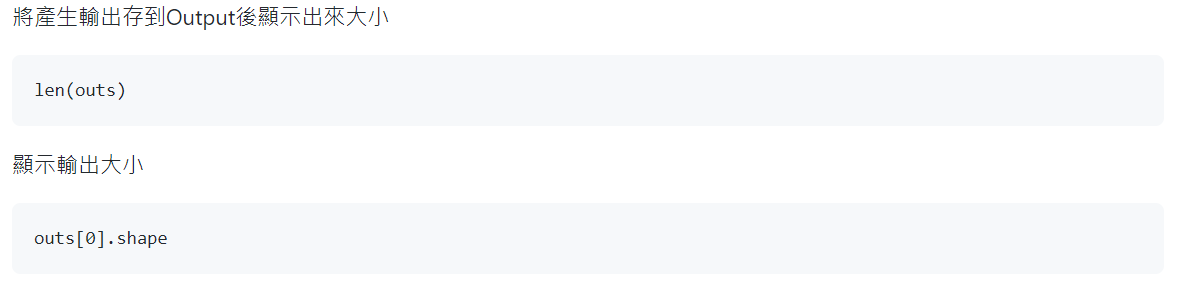 將產生輸出存到Output後顯示出來大小
len(outs)
顯示輸出大小
outs[0].shape